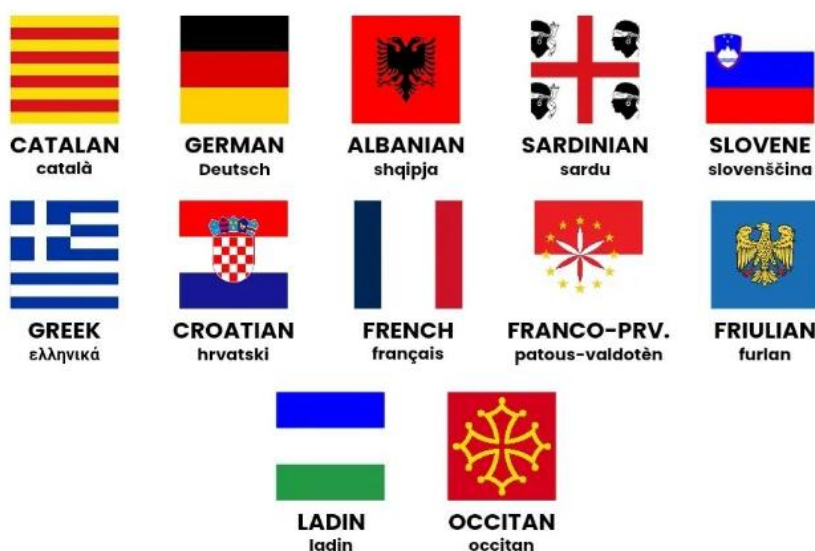 CATALAN
català
GERMAN
Deutsch
ALBANIAN
shqipja
SARDINIAN
sardu
SLOVENE
slovenščina
GREEK
ελληνικά
CROATIAN
hrvatski
FRENCH
français
FRANCO-PRV.
patous-valdotèn
FRIULIAN
furlan
LADIN
ladin
OCCITAN
occitan